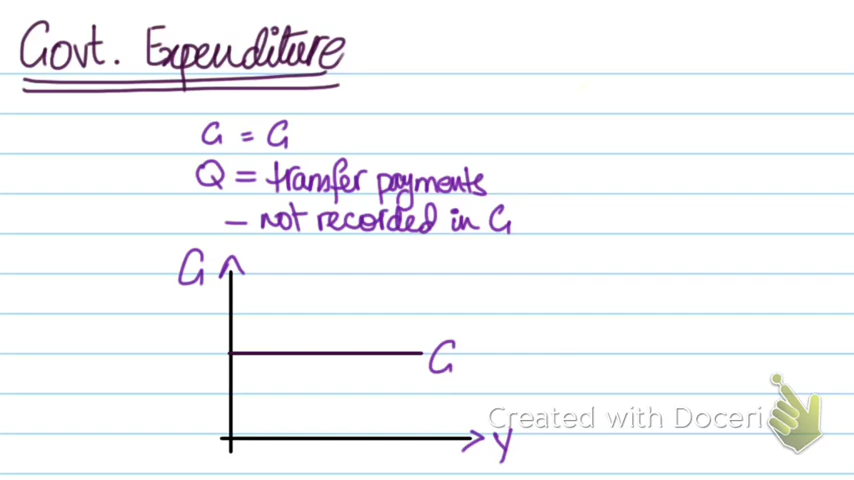 Govt. Expenditure
G = G
Q = transfer payments
- not recorded in G
G
G
Created with Doceri
Y